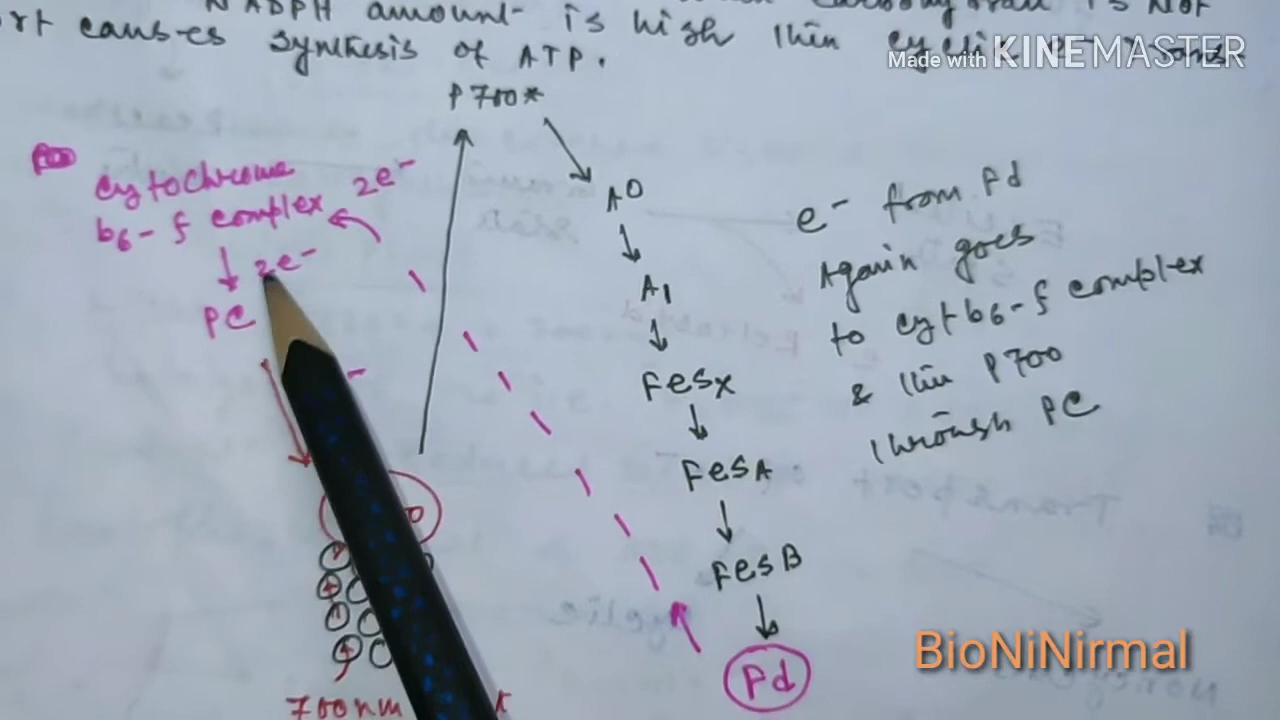 NADPH amount is high then cyclic
causes synthesis of ATP.
Made with KINEMASTER
P700*
cytochrome
b6-f complex
2e-
2e-
PC
A0
A1
FesX
FesA
FesB
Fd
e- from Fd
Again goes
to cyt b6-f complex
& then P700
through PC
700nm
BioNiNirmal